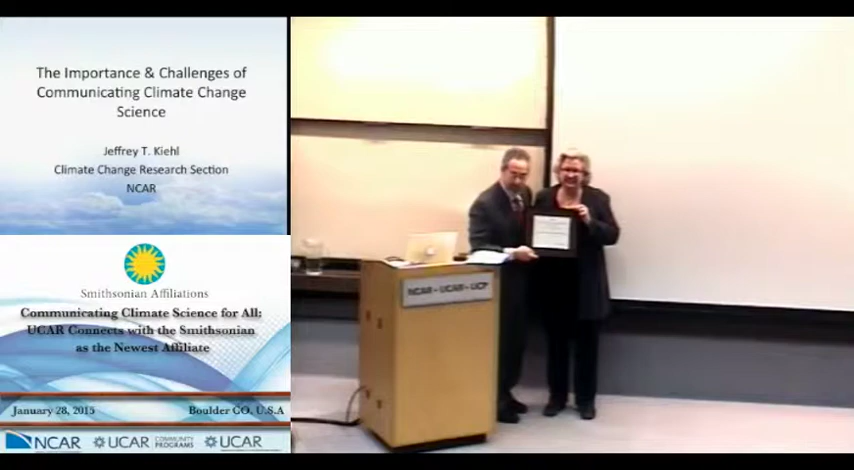 The Importance & Challenges of
Communicating Climate Change
Science
Jeffrey T. Kiehl
Climate Change Research Section
NCAR
Smithsonian Affiliations
Communicating Climate Science for All:
UCAR Connects with the Smithsonian
as the Newest Affiliate
January 28, 2015 Boulder CO, U.S.A
NCAR UCAR COMMUNITY PROGRAMS UCAR
NCAR • UCAR • UCP